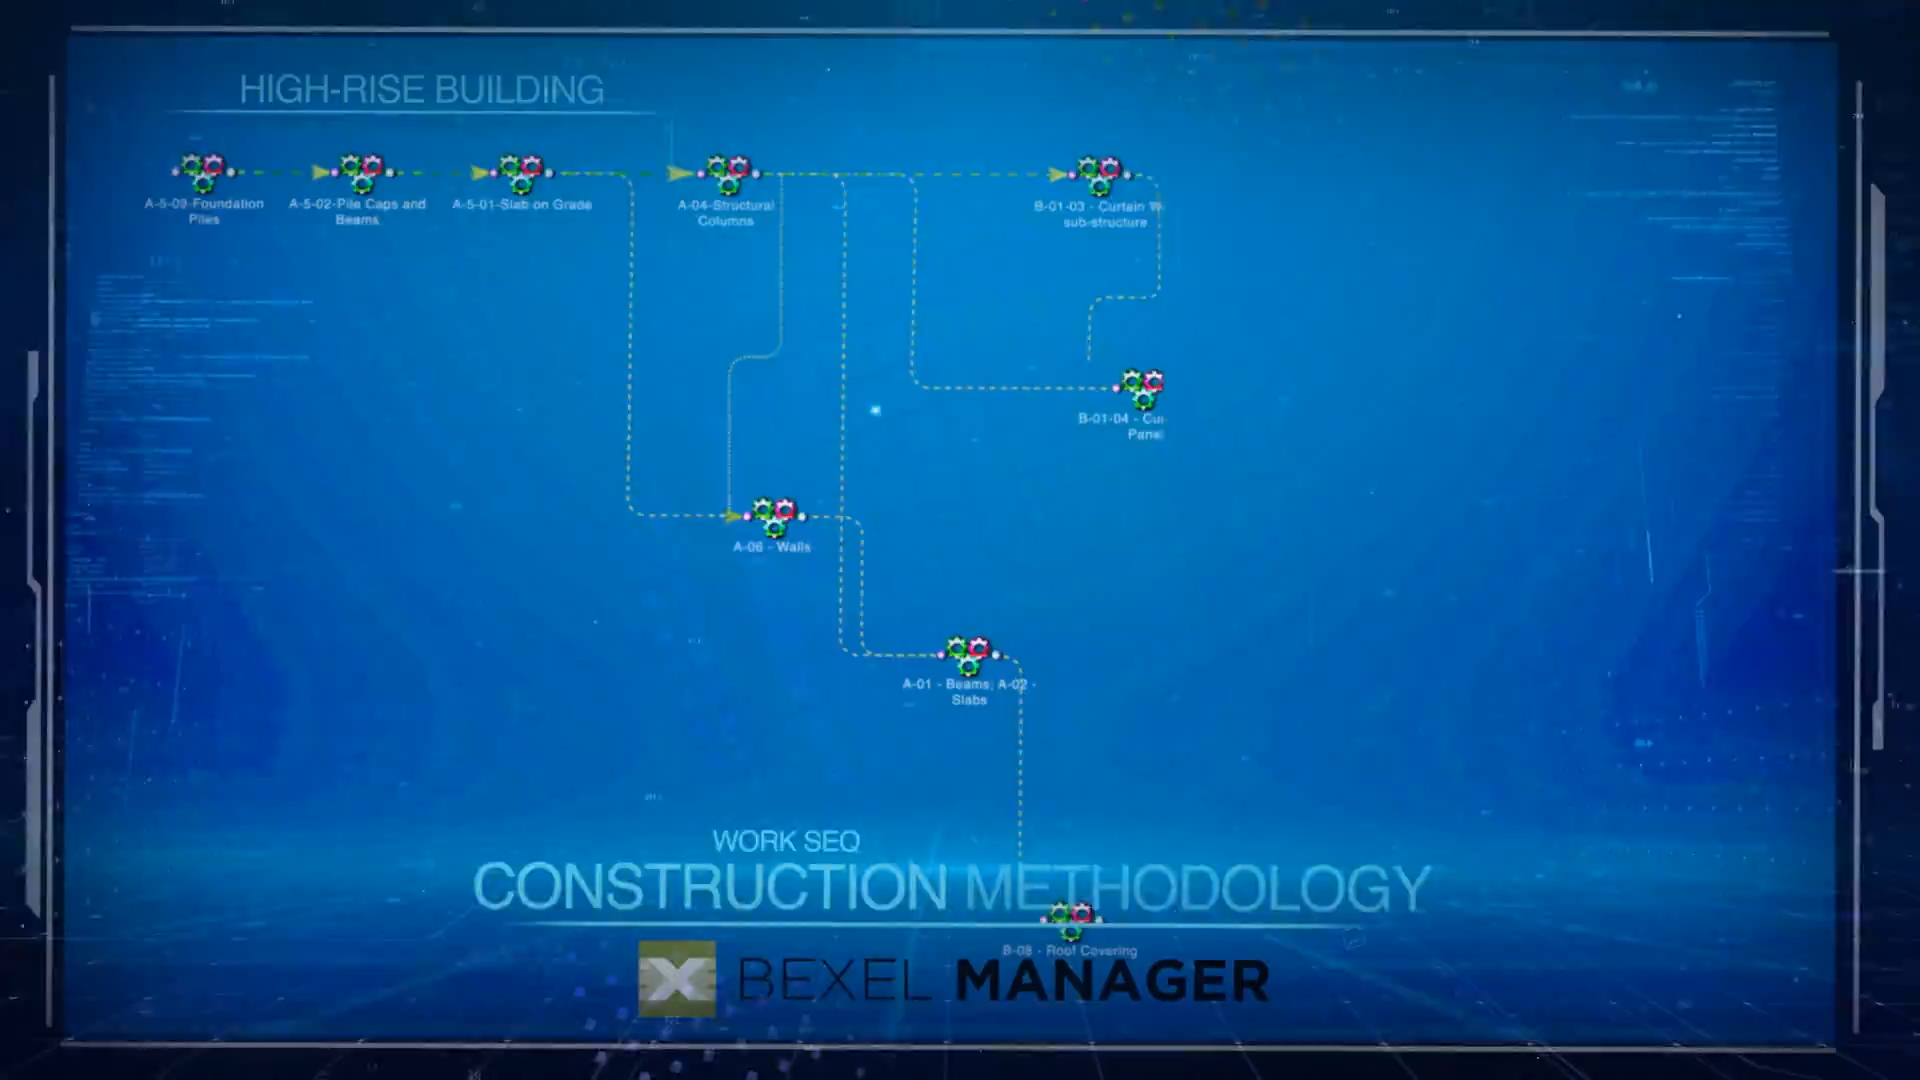 HIGH-RISE BUILDING
A-5-09-Foundation
Piles
A-5-02-Pile Caps and
Beams
A-5-01-Slab on Grade
A-04-Structural
Columns
B-01-03 - Curtain W
sub-structure
B-01-04 - Cur
Panel
A-06 - Walls
A-01 - Beams, A-02 -
Slabs
WORK SEQ
CONSTRUCTION METHODOLOGY
B-08 - Roof Covering
X BEXEL MANAGER